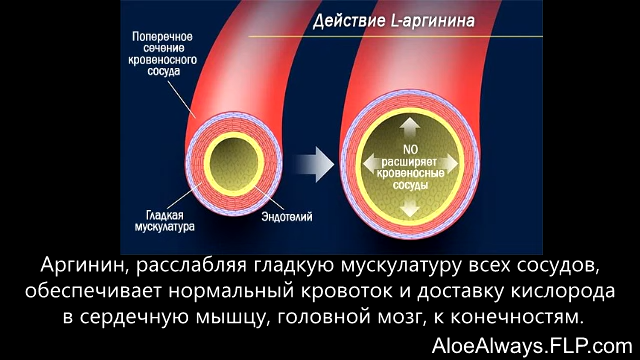 Действие L-аргинина
Поперечное
сечение
кровеносного
сосуда
NO
расширяет
кровеносные
сосуды
Гладкая
мускулатура
Эндотелий
Аргинин, расслабляя гладкую мускулатуру всех сосудов,
обеспечивает нормальный кровоток и доставку кислорода
в сердечную мышцу, головной мозг, к конечностям.
AloeAlways.FLP.com